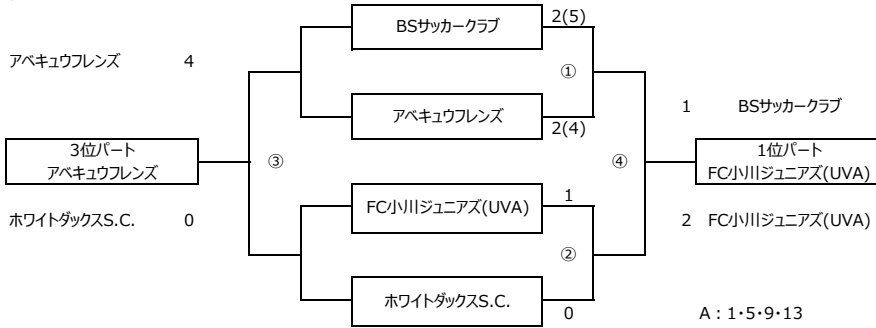 BSサッカークラブ 2(5)
アベキュウフレンズ 4
①
アベキュウフレンズ 2(4)
1 BSサッカークラブ
3位パート
アベキュウフレンズ
③
④
1位パート
FC小川ジュニアズ(UVA)
FC小川ジュニアズ(UVA) 1
ホワイトダックスS.C. 0
2 FC小川ジュニアズ(UVA)
②
ホワイトダックスS.C. 0
A：1・5・9・13